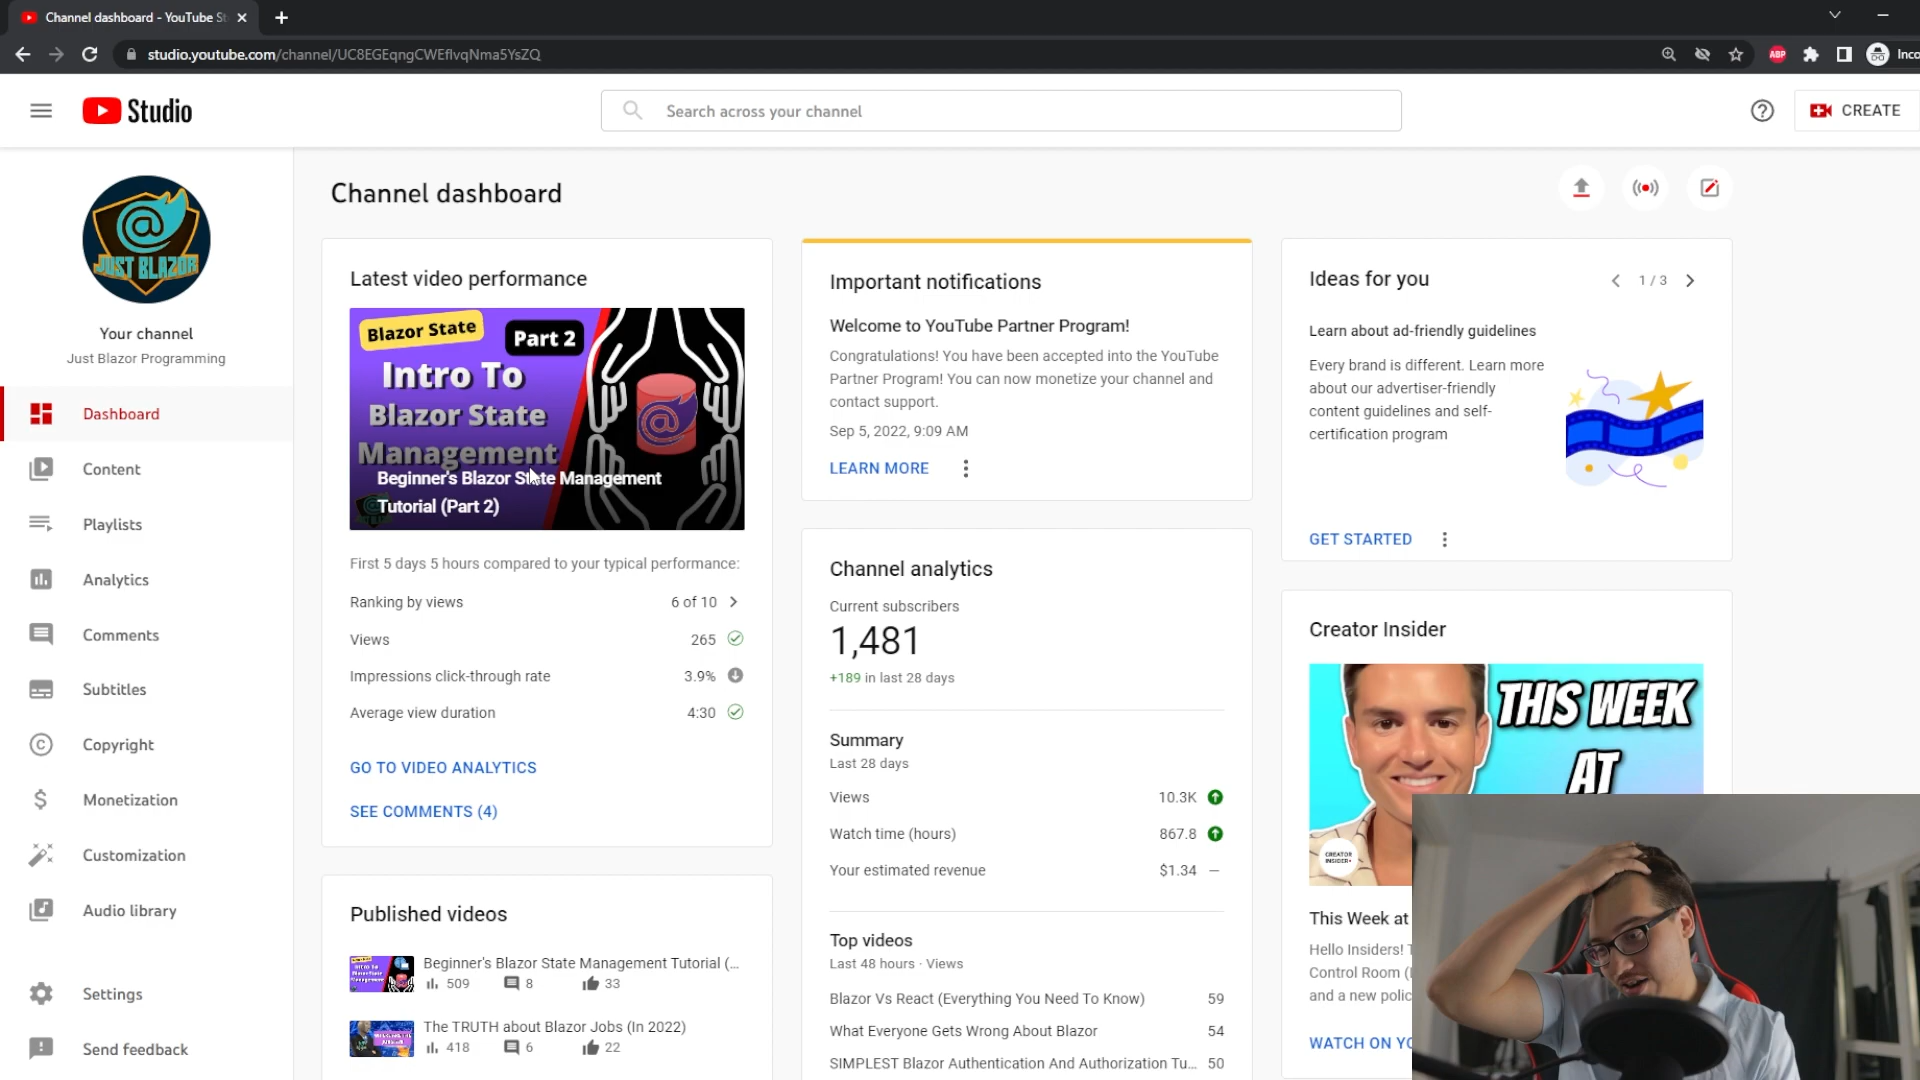 Channel dashboard - YouTube St
studio.youtube.com/channel/UC8EGEqngCWEflvqNma5YsZQ
ABP
Studio
Search across your channel
CREATE
JUST BLAZOR
Your channel
Just Blazor Programming
Dashboard
Content
Playlists
Analytics
Comments
Subtitles
Copyright
Monetization
Customization
Audio library
Settings
Send feedback
Channel dashboard
Latest video performance
Blazor State
Part 2
Intro To
Blazor State
Management
Beginner's Blazor State Management
Tutorial (Part 2)
First 5 days 5 hours compared to your typical performance:
Ranking by views 6 of 10
Views 265
Impressions click-through rate 3.9%
Average view duration 4:30
GO TO VIDEO ANALYTICS
SEE COMMENTS (4)
Published videos
Beginner's Blazor State Management Tutorial (...
509 8 33
The TRUTH about Blazor Jobs (In 2022)
418 6 22
Important notifications
Welcome to YouTube Partner Program!
Congratulations! You have been accepted into the YouTube
Partner Program! You can now monetize your channel and
contact support.
Sep 5, 2022, 9:09 AM
LEARN MORE
Channel analytics
Current subscribers
1,481
+189 in last 28 days
Summary
Last 28 days
Views 10.3K
Watch time (hours) 867.8
Your estimated revenue $1.34 —
Top videos
Last 48 hours · Views
Blazor Vs React (Everything You Need To Know) 59
What Everyone Gets Wrong About Blazor 54
SIMPLEST Blazor Authentication And Authorization Tu... 50
Ideas for you
1 / 3
Learn about ad-friendly guidelines
Every brand is different. Learn more
about our advertiser-friendly
content guidelines and self-
certification program
GET STARTED
Creator Insider
THIS WEEK
AT
CREATOR
INSIDER
This Week at
Hello Insiders!
Control Room (
and a new polic
WATCH ON YO